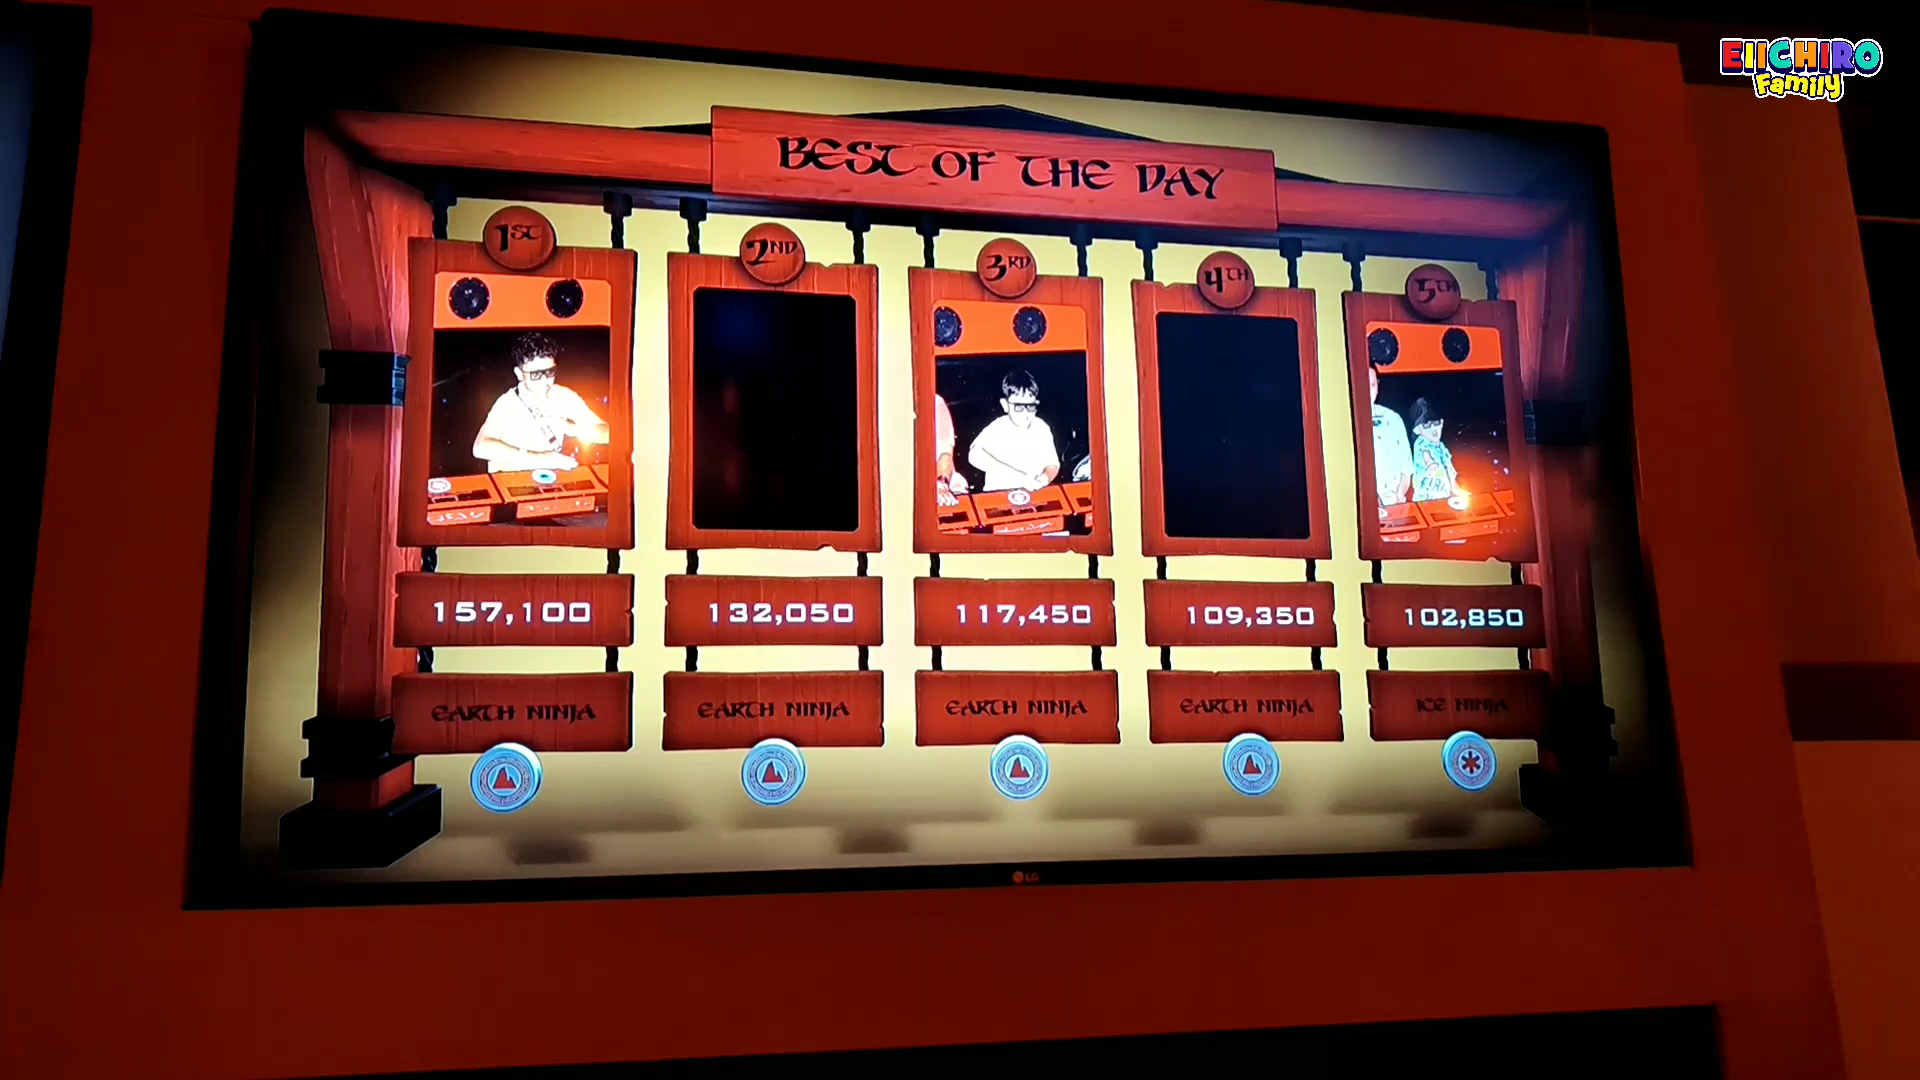 EIICHIRO
Family
BEST OF THE DAY
1ST
2ND
3RD
4TH
5TH
157,100
132,050
117,450
109,350
102,850
EARTH NINJA
EARTH NINJA
EARTH NINJA
EARTH NINJA
ICE NINJA
LG